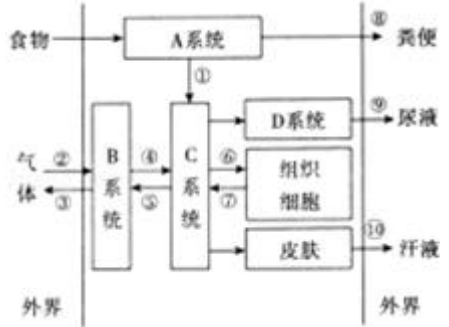 食物
A系统
⑧
粪便
①
D系统
⑨
尿液
气体
②
③
B系统
④
⑤
C系统
⑥
⑦
组织
细胞
皮肤
⑩
汗液
外界
外界